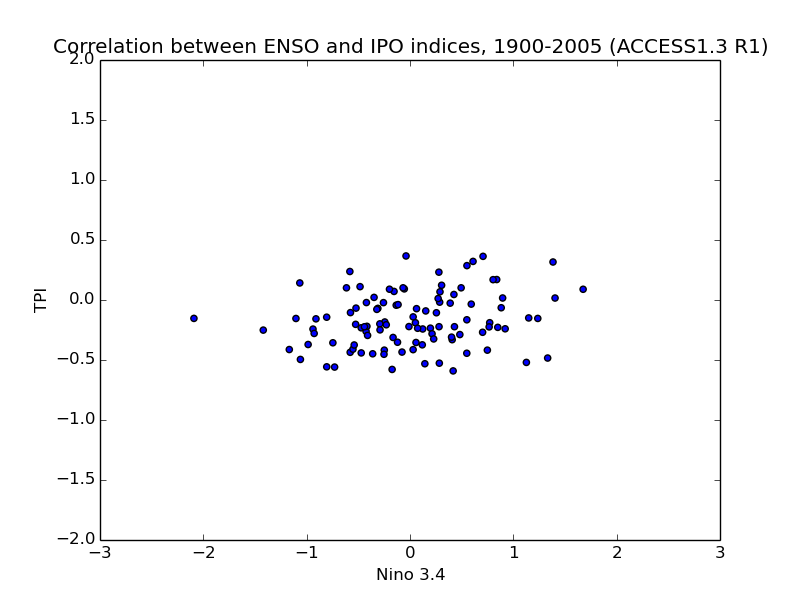 Correlation between ENSO and IPO indices, 1900-2005 (ACCESS1.3 R1)
2.0
1.5
1.0
0.5
0.0
−0.5
−1.0
−1.5
−2.0
TPI
−3 −2 −1 0 1 2 3
Nino 3.4